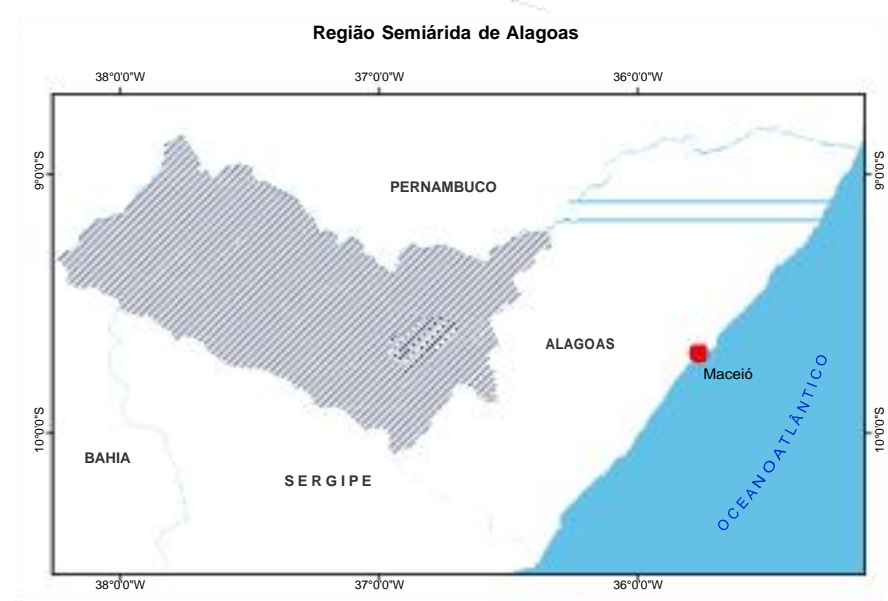 Região Semiárida de Alagoas
38°0'0"W 37°0'0"W 36°0'0"W
9°0'0"S 9°0'0"S
PERNAMBUCO
ALAGOAS
Maceió
OCEANOATLÂNTICO
10°0'0"S 10°0'0"S
BAHIA
SERGIPE
38°0'0"W 37°0'0"W 36°0'0"W